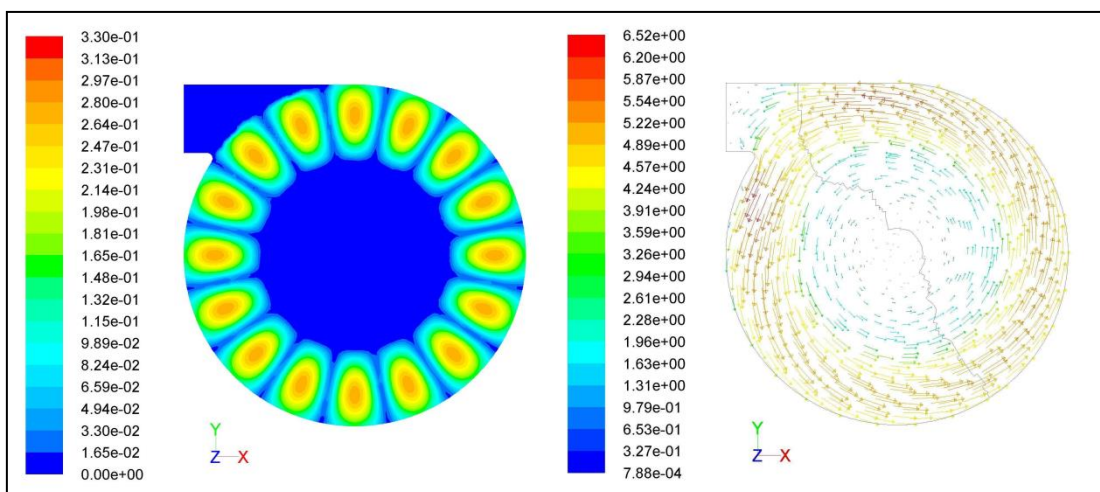 3.30e-01
3.13e-01
2.97e-01
2.80e-01
2.64e-01
2.47e-01
2.31e-01
2.14e-01
1.98e-01
1.81e-01
1.65e-01
1.48e-01
1.32e-01
1.15e-01
9.89e-02
8.24e-02
6.59e-02
4.94e-02
3.30e-02
1.65e-02
0.00e+00
Y
Z X
6.52e+00
6.20e+00
5.87e+00
5.54e+00
5.22e+00
4.89e+00
4.57e+00
4.24e+00
3.91e+00
3.59e+00
3.26e+00
2.94e+00
2.61e+00
2.28e+00
1.96e+00
1.63e+00
1.31e+00
9.79e-01
6.53e-01
3.27e-01
7.88e-04
Y
Z X